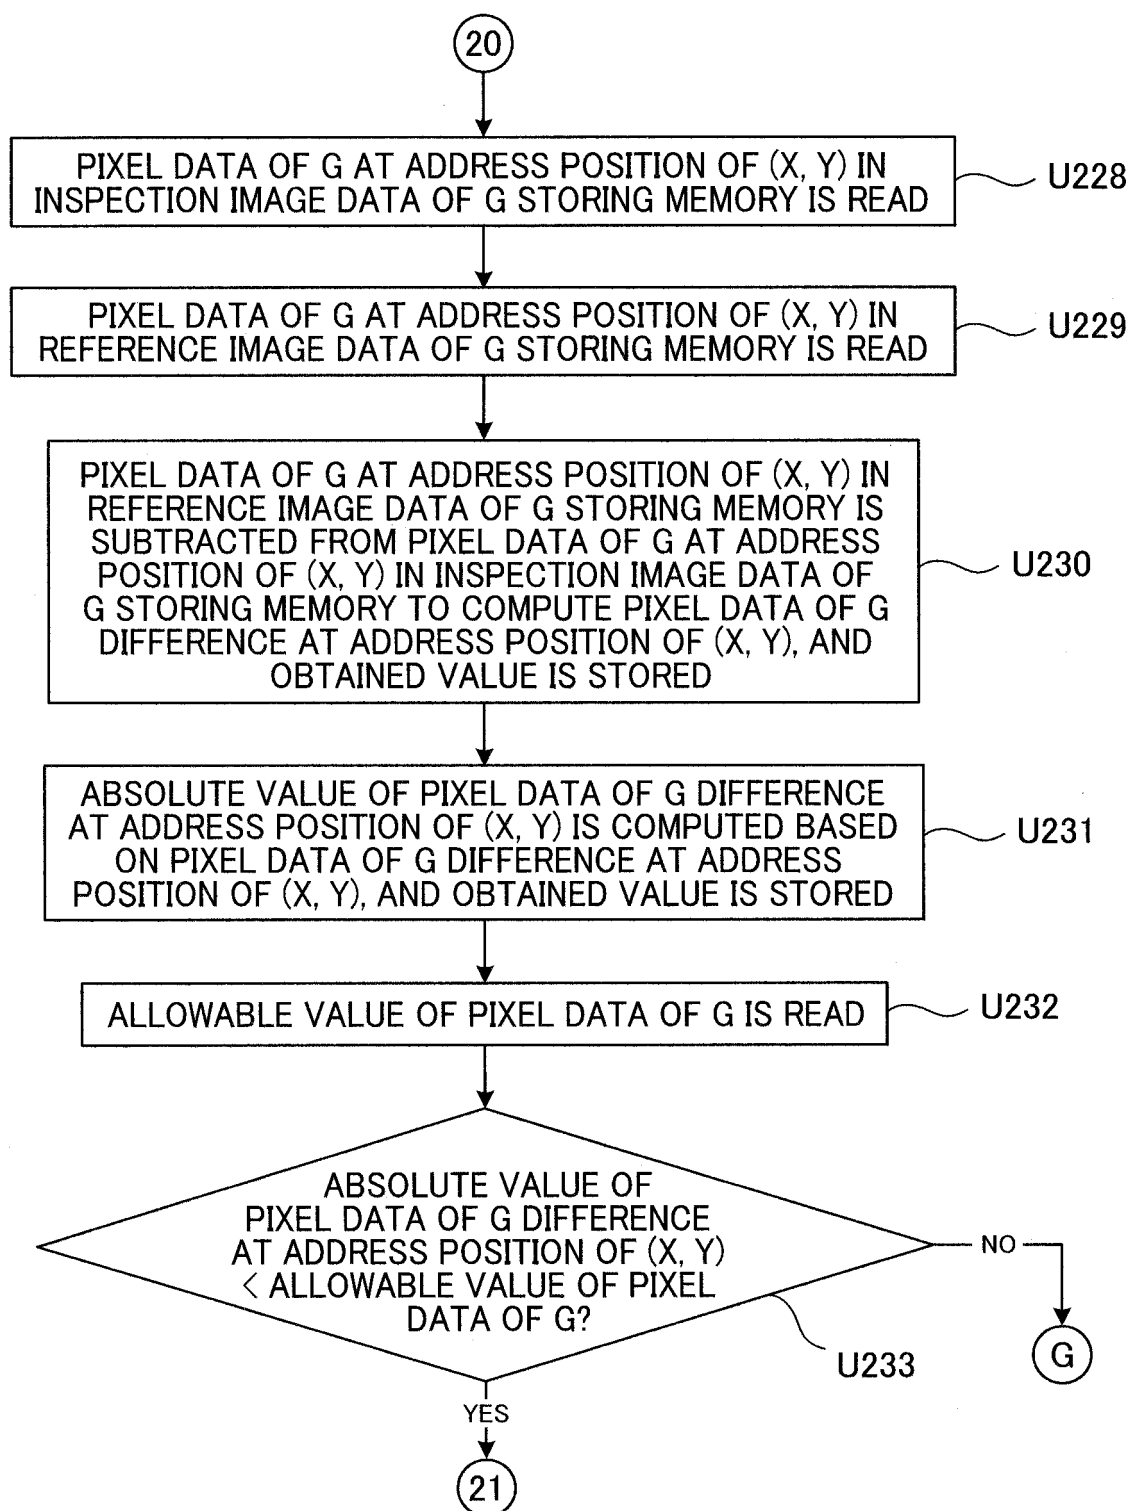 20
PIXEL DATA OF G AT ADDRESS POSITION OF (X, Y) IN
INSPECTION IMAGE DATA OF G STORING MEMORY IS READ
U228
PIXEL DATA OF G AT ADDRESS POSITION OF (X, Y) IN
REFERENCE IMAGE DATA OF G STORING MEMORY IS READ
U229
PIXEL DATA OF G AT ADDRESS POSITION OF (X, Y) IN
REFERENCE IMAGE DATA OF G STORING MEMORY IS
SUBTRACTED FROM PIXEL DATA OF G AT ADDRESS
POSITION OF (X, Y) IN INSPECTION IMAGE DATA OF
G STORING MEMORY TO COMPUTE PIXEL DATA OF G
DIFFERENCE AT ADDRESS POSITION OF (X, Y), AND
OBTAINED VALUE IS STORED
U230
ABSOLUTE VALUE OF PIXEL DATA OF G DIFFERENCE
AT ADDRESS POSITION OF (X, Y) IS COMPUTED BASED
ON PIXEL DATA OF G DIFFERENCE AT ADDRESS
POSITION OF (X, Y), AND OBTAINED VALUE IS STORED
U231
ALLOWABLE VALUE OF PIXEL DATA OF G IS READ
U232
ABSOLUTE VALUE OF
PIXEL DATA OF G DIFFERENCE
AT ADDRESS POSITION OF (X, Y)
< ALLOWABLE VALUE OF PIXEL
DATA OF G?
NO
U233
G
YES
21